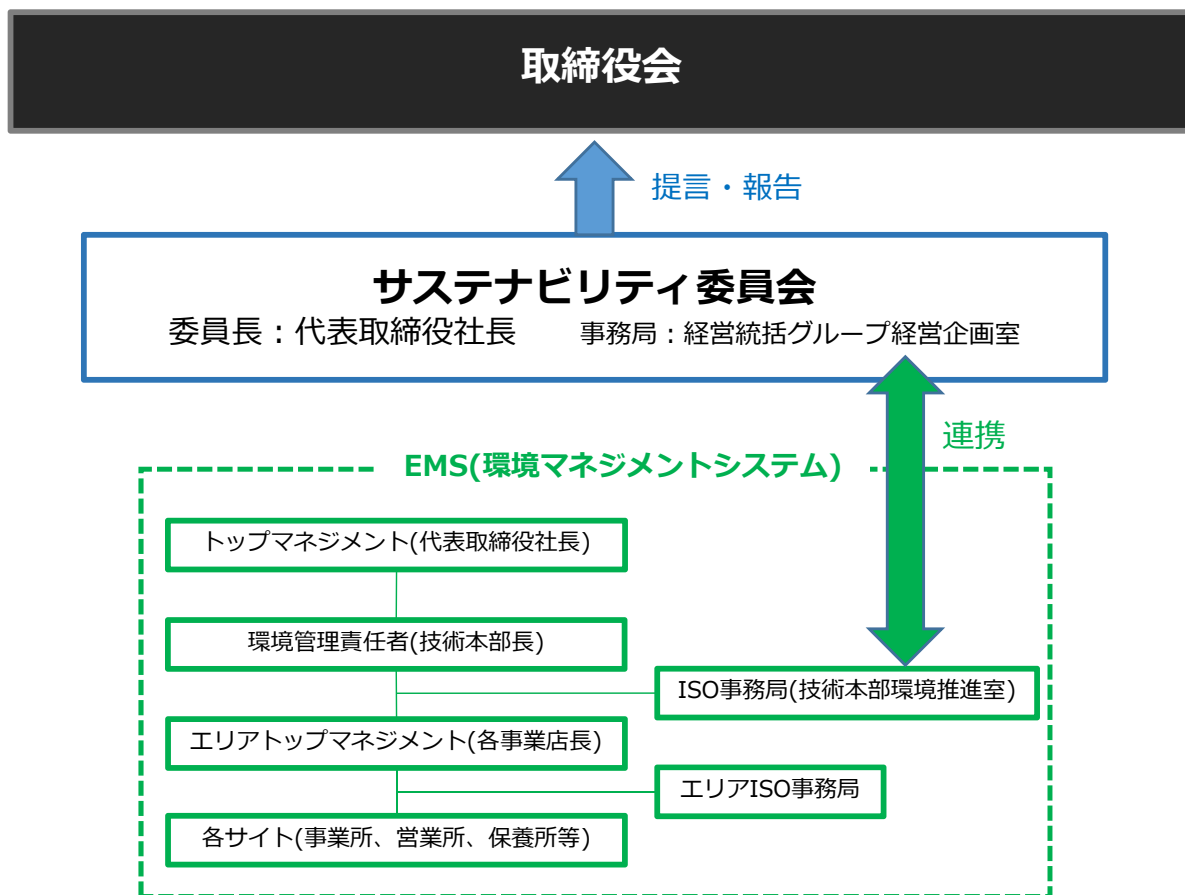 取締役会
提言・報告
サステナビリティ委員会
委員長：代表取締役社長　　事務局：経営統括グループ経営企画室
連携
EMS(環境マネジメントシステム)
トップマネジメント(代表取締役社長)
環境管理責任者(技術本部長)
ISO事務局(技術本部環境推進室)
エリアトップマネジメント(各事業店長)
エリアISO事務局
各サイト(事業所、営業所、保養所等)